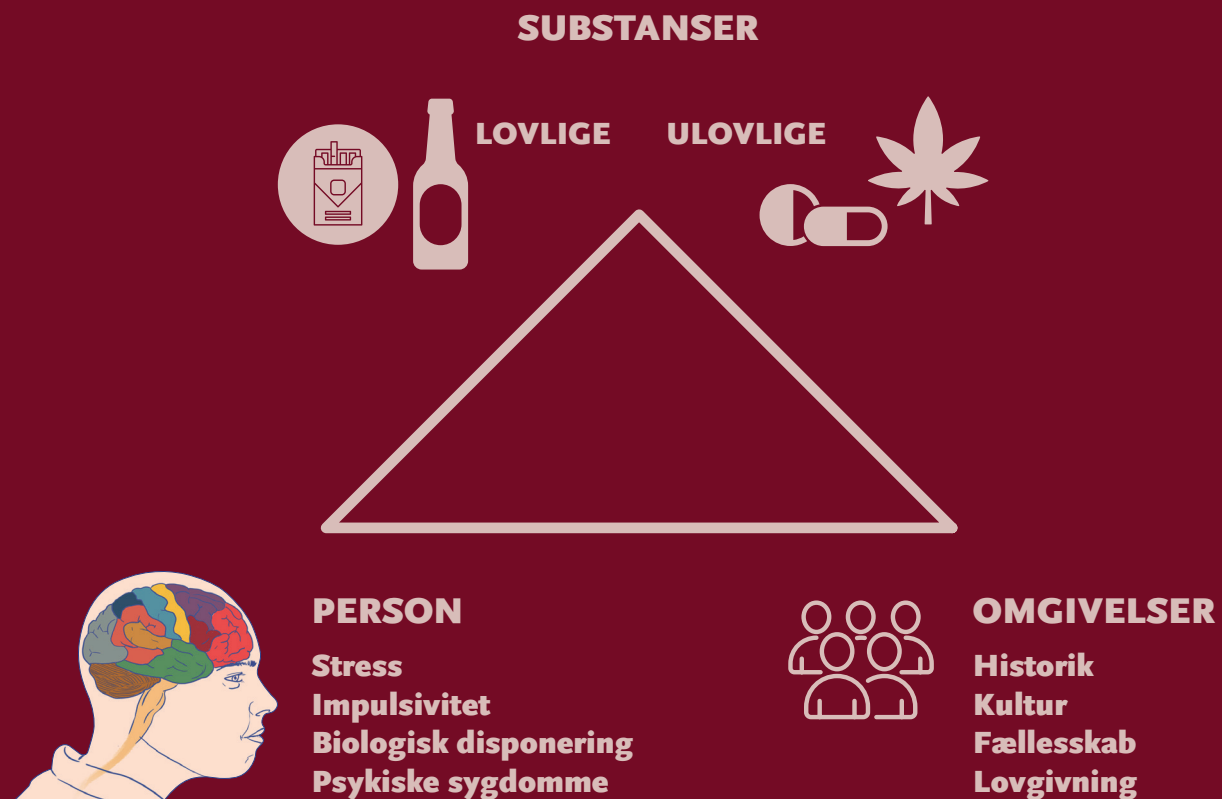 SUBSTANSER
LOVLIGE
ULOVLIGE
PERSON
Stress
Impulsivitet
Biologisk disponering
Psykiske sygdomme
OMGIVELSER
Historik
Kultur
Fællesskab
Lovgivning